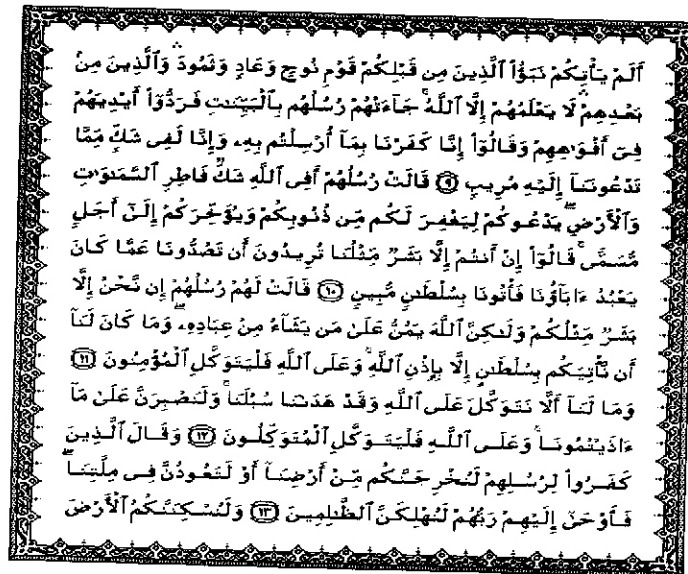 أَلَمْ يَأْتِكُمْ نَبَؤُا۟ ٱلَّذِينَ مِن قَبْلِكُمْ قَوْمِ نُوحٍ وَعَادٍ وَثَمُودَ ۛ وَٱلَّذِينَ مِنۢ
بَعْدِهِمْ لَا يَعْلَمُهُمْ إِلَّا ٱللَّهُ ۚ جَآءَتْهُمْ رُسُلُهُم بِٱلْبَيِّنَٰتِ فَرَدُّوٓا۟ أَيْدِيَهُمْ
فِىٓ أَفْوَٰهِهِمْ وَقَالُوٓا۟ إِنَّا كَفَرْنَا بِمَآ أُرْسِلْتُم بِهِۦ وَإِنَّا لَفِى شَكٍّ مِّمَّا
تَدْعُونَنَآ إِلَيْهِ مُرِيبٍ ٩ قَالَتْ رُسُلُهُمْ أَفِى ٱللَّهِ شَكٌّ فَاطِرِ ٱلسَّمَٰوَٰتِ
وَٱلْأَرْضِ ۖ يَدْعُوكُمْ لِيَغْفِرَ لَكُم مِّن ذُنُوبِكُمْ وَيُؤَخِّرَكُمْ إِلَىٰٓ أَجَلٍ
مُّسَمًّى ۚ قَالُوٓا۟ إِنْ أَنتُمْ إِلَّا بَشَرٌ مِّثْلُنَا تُرِيدُونَ أَن تَصُدُّونَا عَمَّا كَانَ
يَعْبُدُ ءَابَآؤُنَا فَأْتُونَا بِسُلْطَٰنٍ مُّبِينٍ ١٠ قَالَتْ لَهُمْ رُسُلُهُمْ إِن نَّحْنُ إِلَّا
بَشَرٌ مِّثْلُكُمْ وَلَٰكِنَّ ٱللَّهَ يَمُنُّ عَلَىٰ مَن يَشَآءُ مِنْ عِبَادِهِۦ ۖ وَمَا كَانَ لَنَآ
أَن نَّأْتِيَكُم بِسُلْطَٰنٍ إِلَّا بِإِذْنِ ٱللَّهِ ۚ وَعَلَى ٱللَّهِ فَلْيَتَوَكَّلِ ٱلْمُؤْمِنُونَ ١١
وَمَا لَنَآ أَلَّا نَتَوَكَّلَ عَلَى ٱللَّهِ وَقَدْ هَدَىٰنَا سُبُلَنَا ۚ وَلَنَصْبِرَنَّ عَلَىٰ مَآ
ءَاذَيْتُمُونَا ۚ وَعَلَى ٱللَّهِ فَلْيَتَوَكَّلِ ٱلْمُتَوَكِّلُونَ ١٢ وَقَالَ ٱلَّذِينَ
كَفَرُوا۟ لِرُسُلِهِمْ لَنُخْرِجَنَّكُم مِّنْ أَرْضِنَآ أَوْ لَتَعُودُنَّ فِى مِلَّتِنَا ۖ
فَأَوْحَىٰٓ إِلَيْهِمْ رَبُّهُمْ لَنُهْلِكَنَّ ٱلظَّٰلِمِينَ ١٣ وَلَنُسْكِنَنَّكُمُ ٱلْأَرْضَ